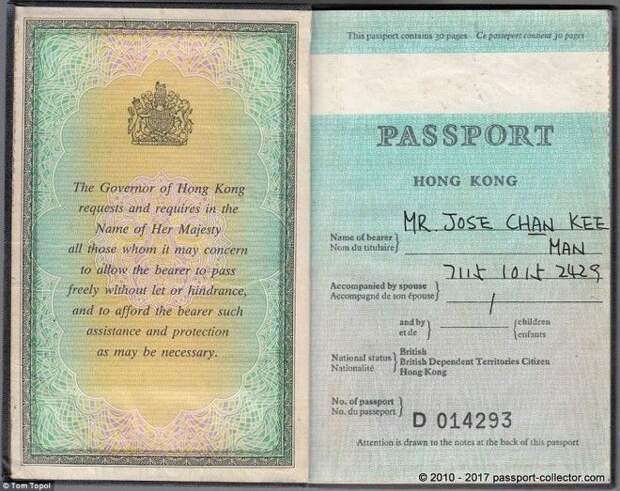 The Governor of Hong Kong
requests and requires in the
Name of Her Majesty
all those whom it may concern
to allow the bearer to pass
freely without let or hindrance,
and to afford the bearer such
assistance and protection
as may be necessary.
© Tom Topol
This passport contains 30 pages Ce passeport contient 30 pages
PASSPORT
HONG KONG
Name of bearer
Nom du titulaire
MR. JOSE CHAN KEE
MAN
7115 1015 2429
Accompanied by spouse
Accompagné de son épouse
/
and by
et de
children
enfants
National status
Nationalité
British
British Dependent Territories Citizen
Hong Kong
No. of passport
No. du passeport
D 014293
Attention is drawn to the notes at the back of this passport
© 2010 - 2017 passport-collector.com